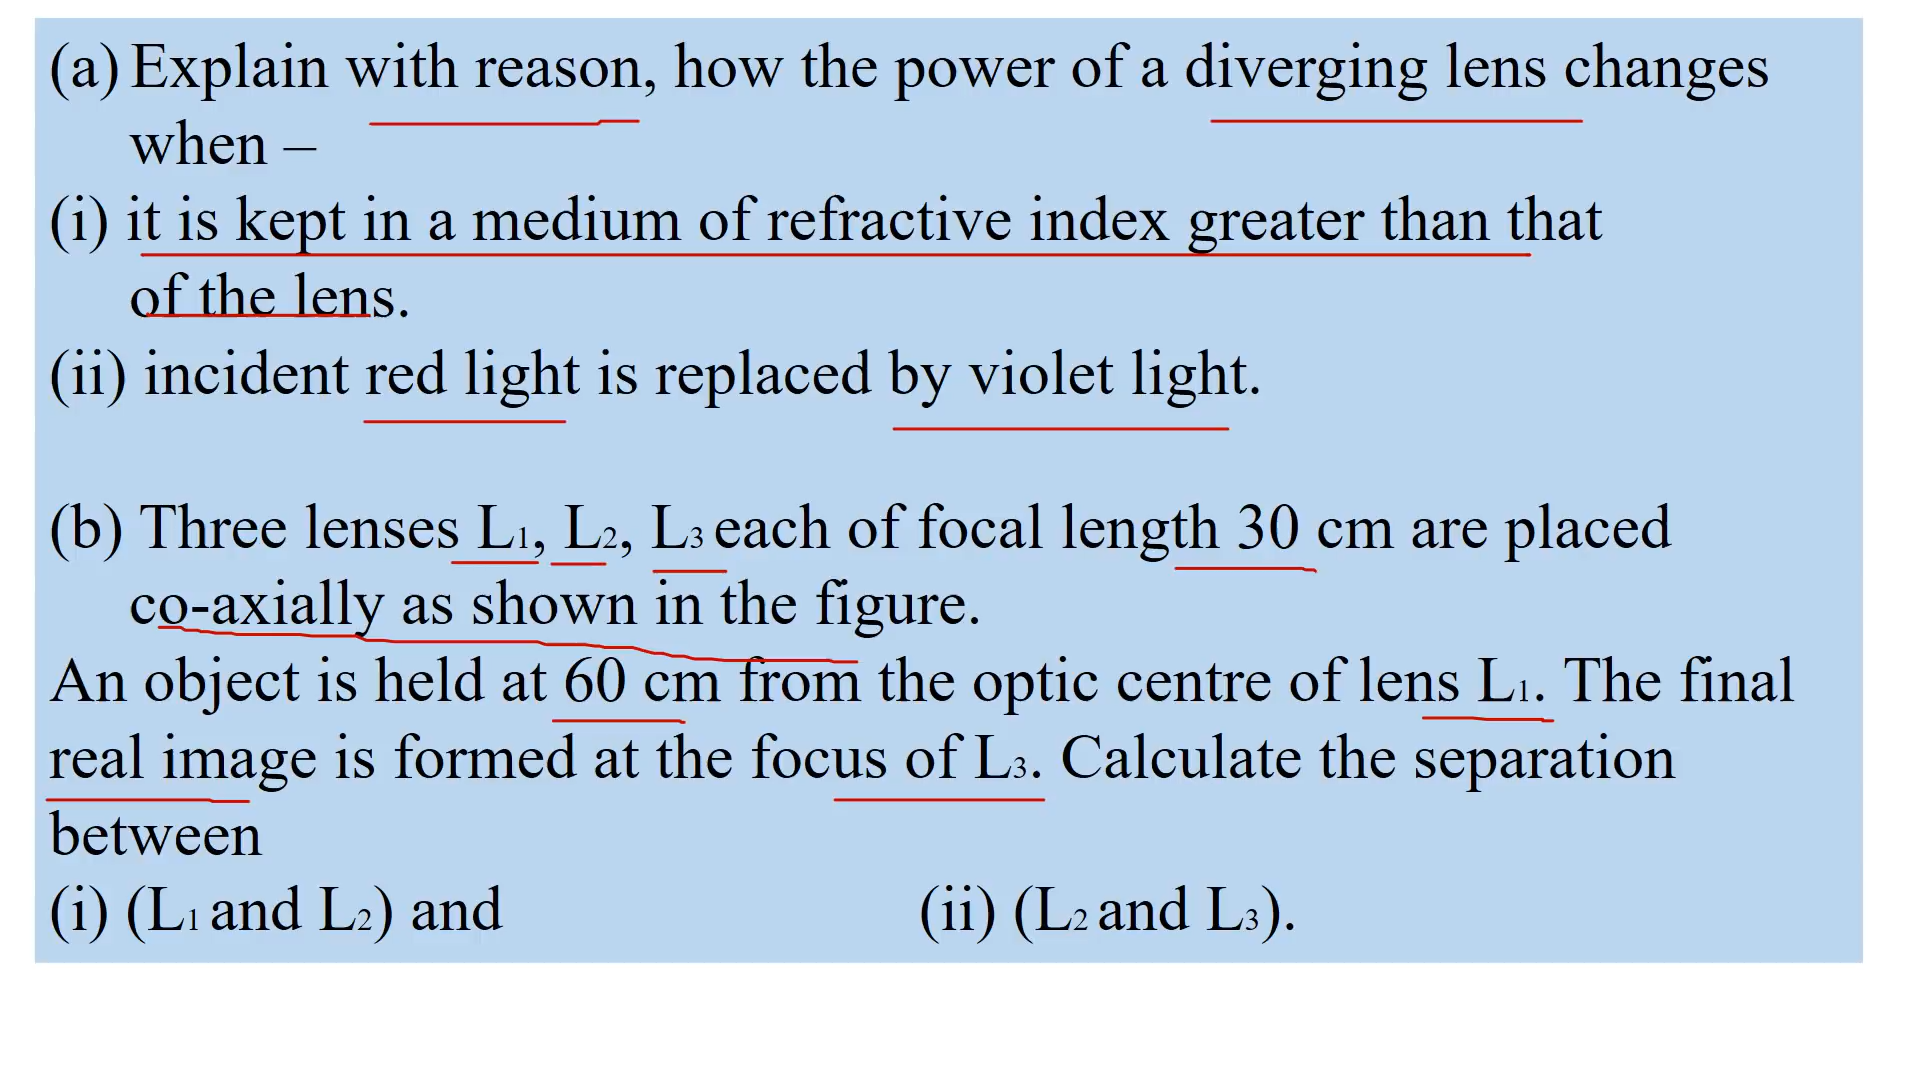 (a) Explain with reason, how the power of a diverging lens changes
when –
(i) it is kept in a medium of refractive index greater than that
of the lens.
(ii) incident red light is replaced by violet light.
(b) Three lenses L₁, L₂, L₃ each of focal length 30 cm are placed
co-axially as shown in the figure.
An object is held at 60 cm from the optic centre of lens L₁. The final
real image is formed at the focus of L₃. Calculate the separation
between
(i) (L₁ and L₂) and (ii) (L₂ and L₃).